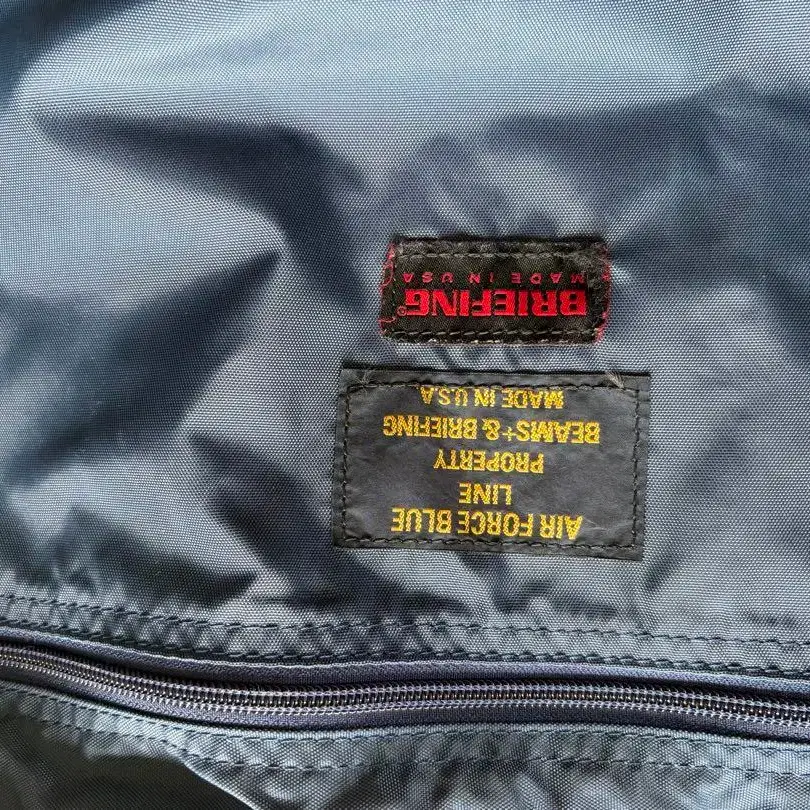 BRIEFING®
MADE IN USA
AIR FORCE BLUE
LINE
PROPERTY
BEAMS+ & BRIEFING
MADE IN U.S.A